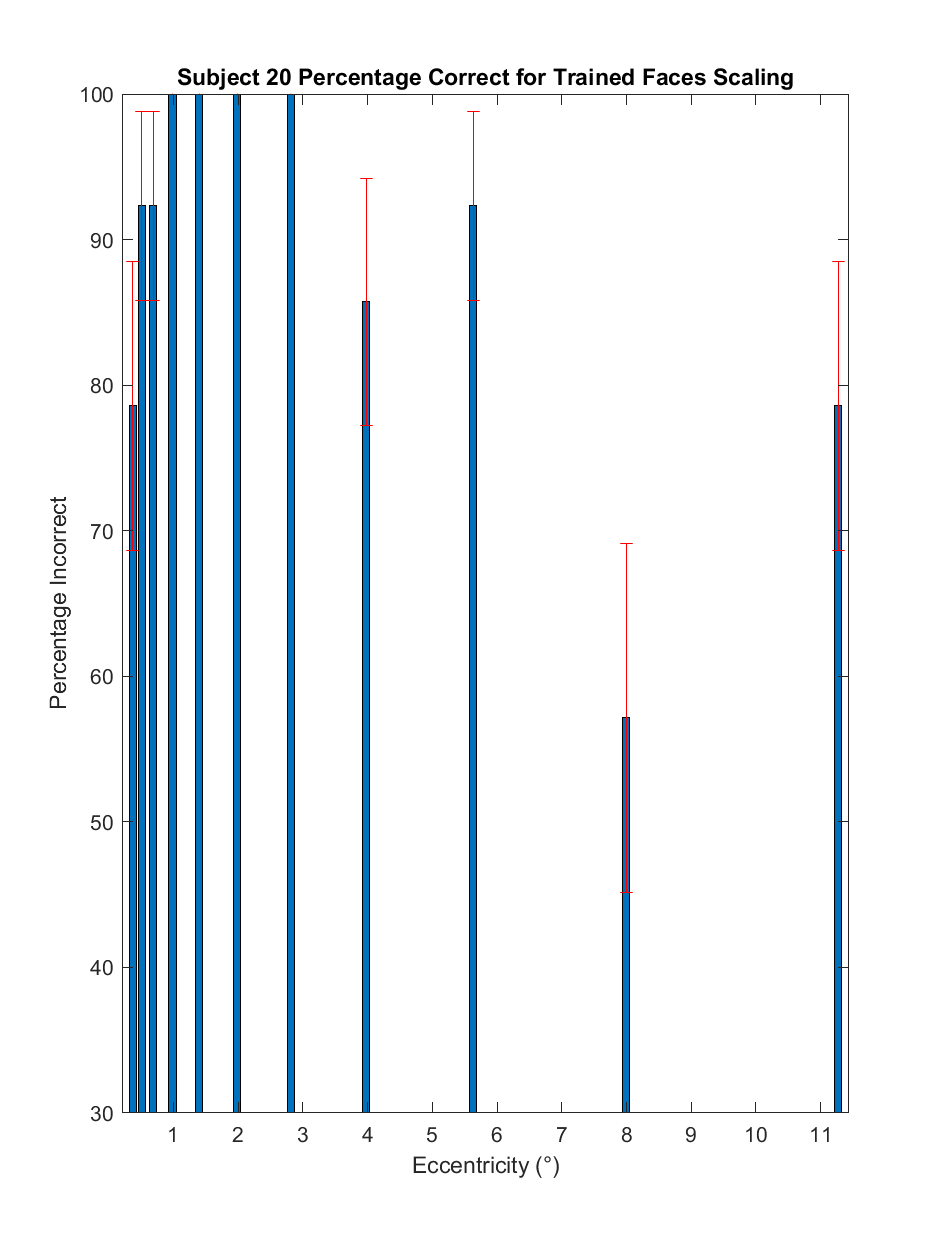 Subject 20 Percentage Correct for Trained Faces Scaling
100
90
80
70
60
50
40
30
Percentage Incorrect
1 2 3 4 5 6 7 8 9 10 11
Eccentricity (°)